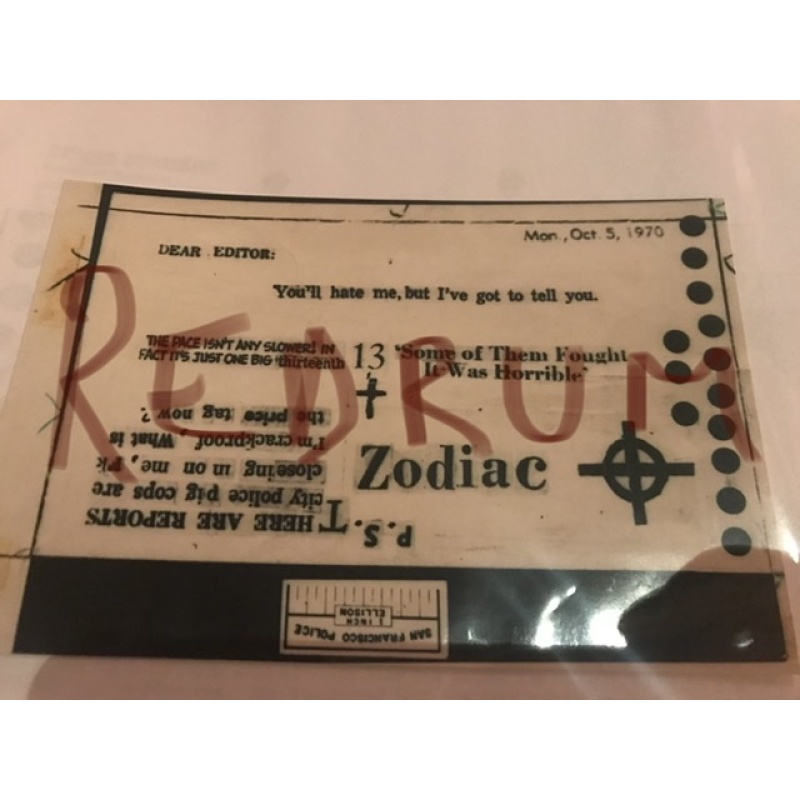 Mon., Oct. 5, 1970
DEAR EDITOR:
You'll hate me, but I've got to tell you.
THE PACE ISN'T ANY SLOWER! IN
FACT IT'S JUST ONE BIG thirteenth
13
'Some of Them Fought
It Was Horrible'
REDRUM
Zodiac
P.S. THERE ARE REPORTS
city police pig cops are
closeing in on me, Fk
I'm crackproof, What is
the price tag now?
SAN FRANCISCO POLICE
1 INCH
ELLISON